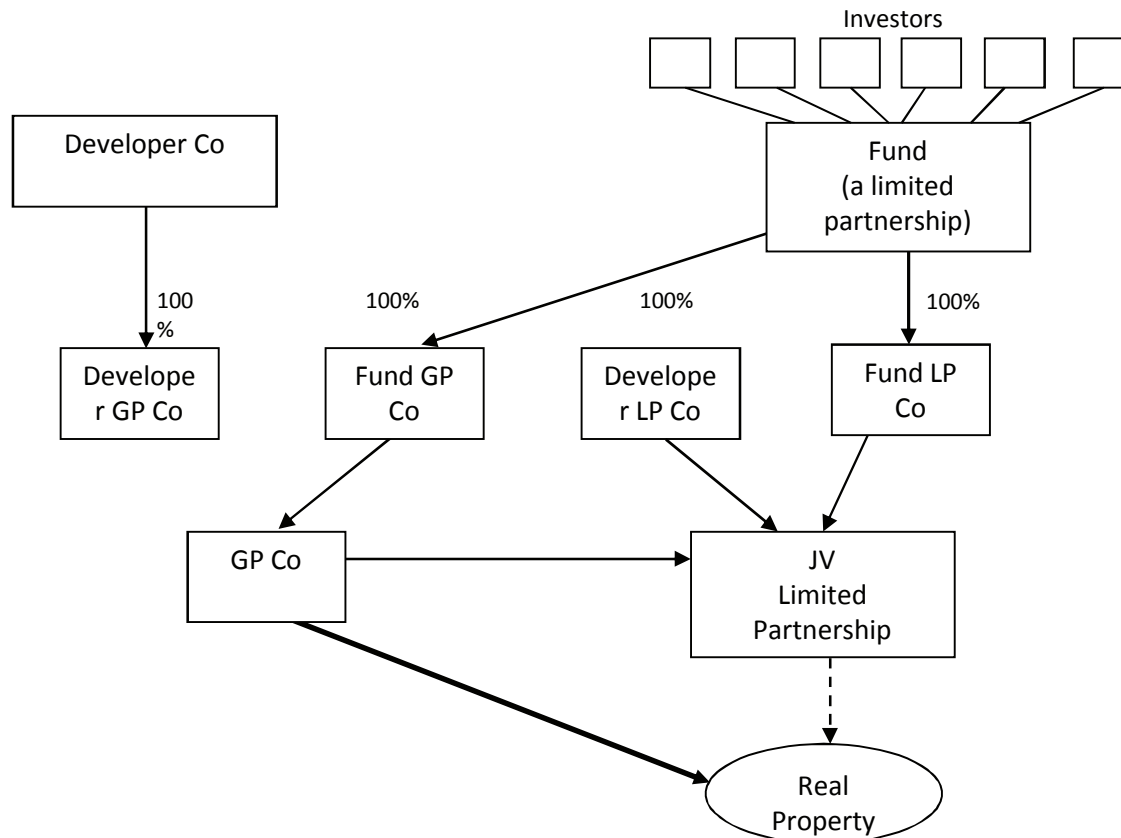 Investors
Developer Co
Fund
(a limited
partnership)
100
%
100%
100%
100%
Develope
r GP Co
Fund GP
Co
Develope
r LP Co
Fund LP
Co
GP Co
JV
Limited
Partnership
Real
Property